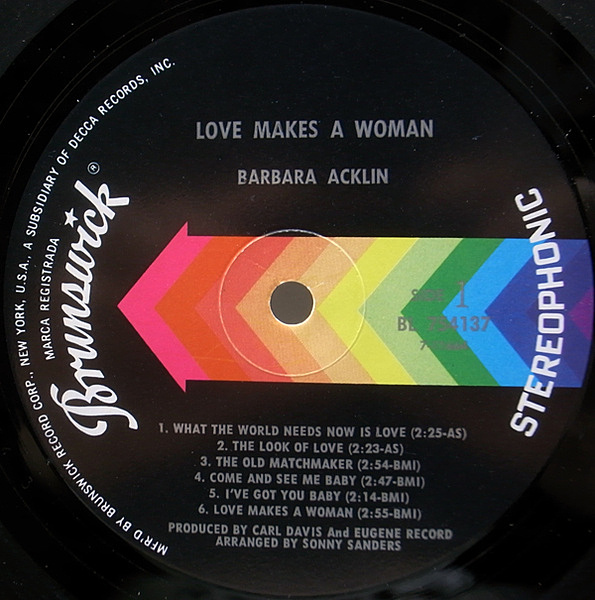 LOVE MAKES A WOMAN
BARBARA ACKLIN
Brunswick ®
MARCA REGISTRADA
MFR'D BY BRUNSWICK RECORD CORP., NEW YORK, U.S.A., A SUBSIDIARY OF DECCA RECORDS, INC.
STEREOPHONIC
SIDE 1
BL 754137
1. WHAT THE WORLD NEEDS NOW IS LOVE (2:25-AS)
2. THE LOOK OF LOVE (2:23-AS)
3. THE OLD MATCHMAKER (2:54-BMI)
4. COME AND SEE ME BABY (2:47-BMI)
5. I'VE GOT YOU BABY (2:14-BMI)
6. LOVE MAKES A WOMAN (2:55-BMI)
PRODUCED BY CARL DAVIS And EUGENE RECORD
ARRANGED BY SONNY SANDERS